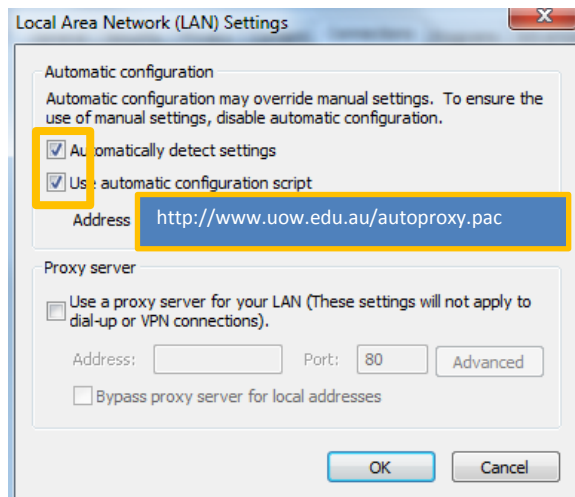 Local Area Network (LAN) Settings
Automatic configuration
Automatic configuration may override manual settings. To ensure the
use of manual settings, disable automatic configuration.
Automatically detect settings
Use automatic configuration script
Address http://www.uow.edu.au/autoproxy.pac
Proxy server
Use a proxy server for your LAN (These settings will not apply to
dial-up or VPN connections).
Address: Port: 80 Advanced
Bypass proxy server for local addresses
OK Cancel